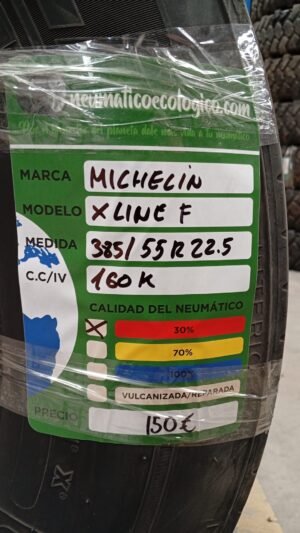 neumaticoecologico.com
MARCA MICHELIN
MODELO X LINE F
MEDIDA 385/55 R 22.5
C.C/IV 160 K
CALIDAD DEL NEUMÁTICO
30%
70%
100%
VULCANIZADA/REPARADA
PRECIO 150€